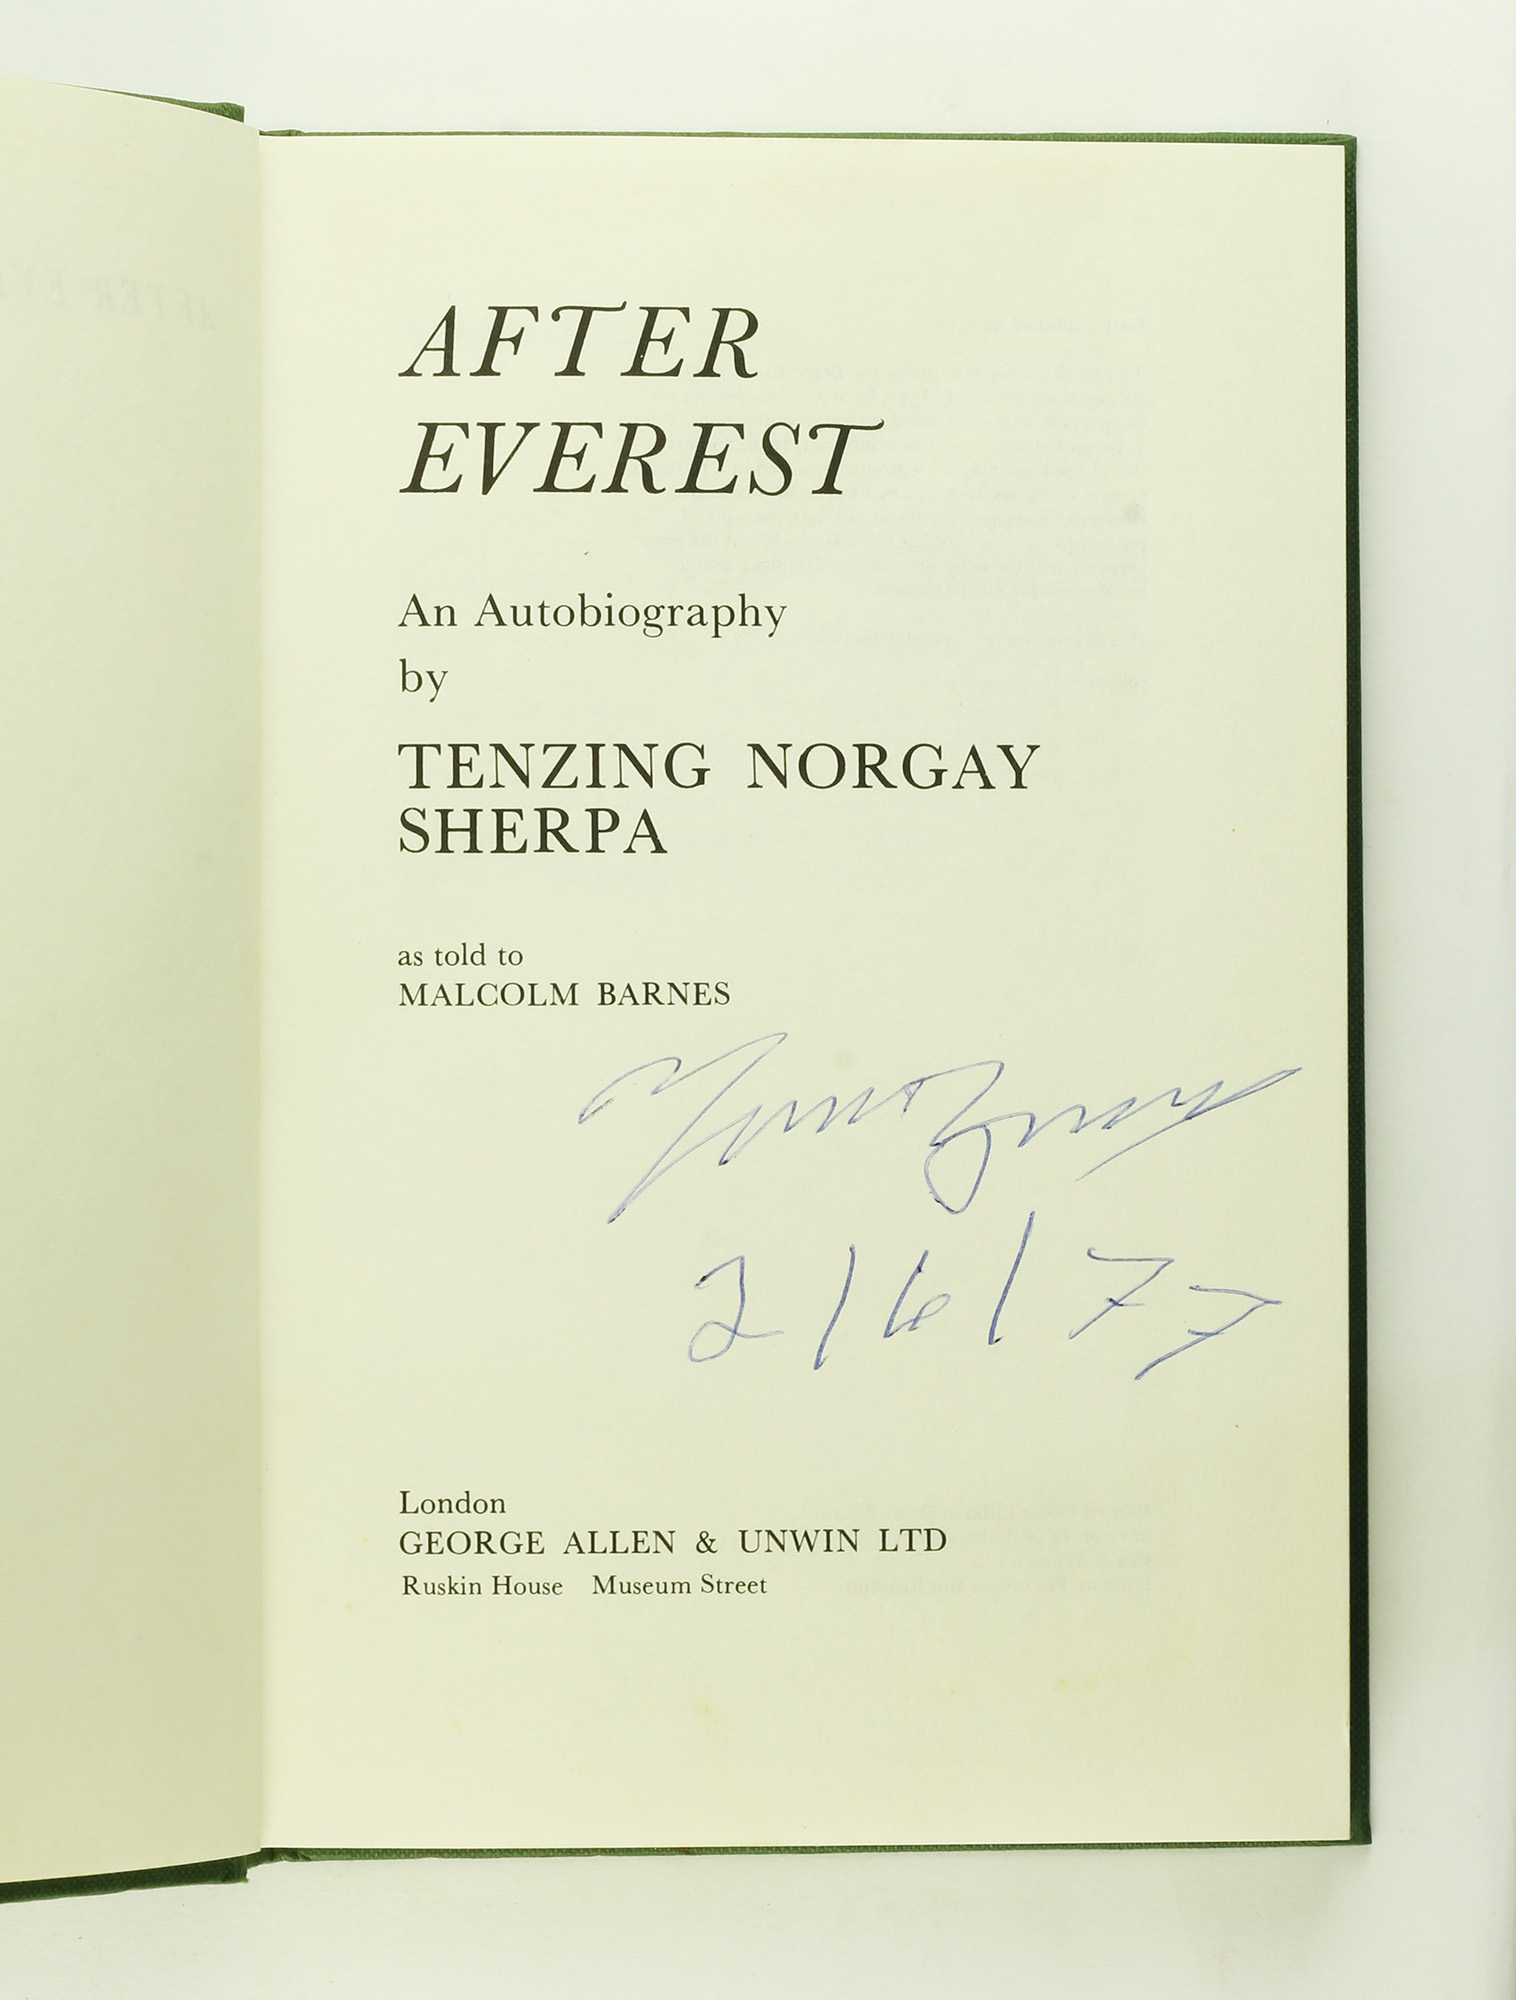 AFTER
EVEREST
An Autobiography
by
TENZING NORGAY
SHERPA
as told to
MALCOLM BARNES
2/6/77
London
GEORGE ALLEN & UNWIN LTD
Ruskin House Museum Street